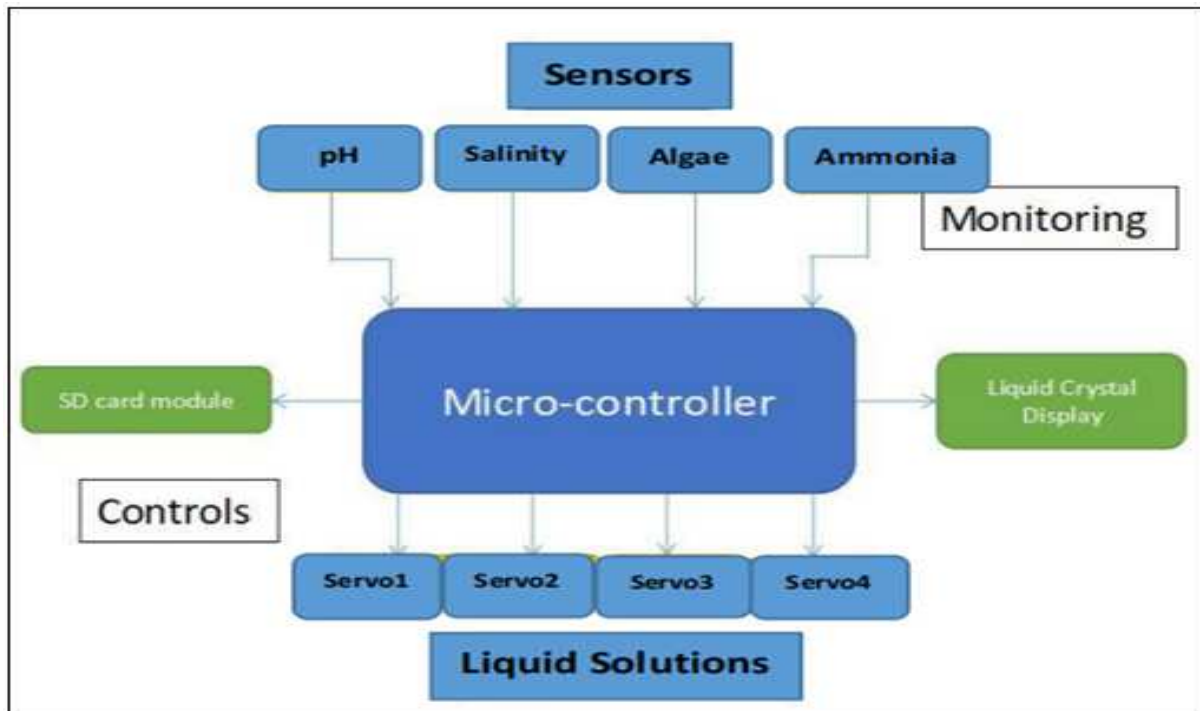 Sensors
pH
Salinity
Algae
Ammonia
Monitoring
Micro-controller
SD card module
Liquid Crystal
Display
Controls
Servo1
Servo2
Servo3
Servo4
Liquid Solutions